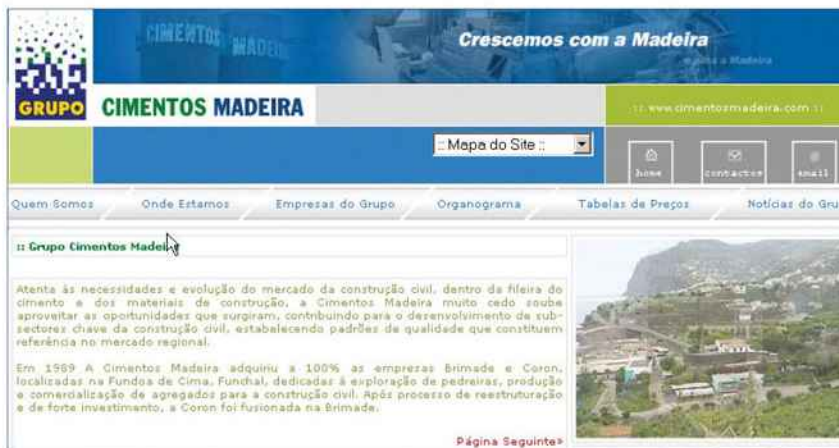 CIMENTOS MADEI
Crescemos com a Madeira
e para a Madeira
GRUPO
CIMENTOS MADEIRA
:: www.cimentosmadeira.com ::
:: Mapa do Site ::
home
contactos
email
Quem Somos
Onde Estamos
Empresas do Grupo
Organograma
Tabelas de Preços
Notícias do Gru
:: Grupo Cimentos Madeira
Atenta às necessidades e evolução do mercado da construção civil, dentro da fileira do
cimento e dos materiais de construção, a Cimentos Madeira muito cedo soube
aproveitar as oportunidades que surgiram, contribuindo para o desenvolvimento de sub-
sectores chave da construção civil, estabelecendo padrões de qualidade que constituem
referência no mercado regional.
Em 1989 A Cimentos Madeira adquiriu a 100% as empresas Brimade e Coron,
localizadas na Fundoa de Cima, Funchal, dedicadas á exploração de pedreiras, produção
e comercialização de agregados para a construção civil. Após processo de reestruturação
e de forte investimento, a Coron foi fusionada na Brimade.
Página Seguinte»